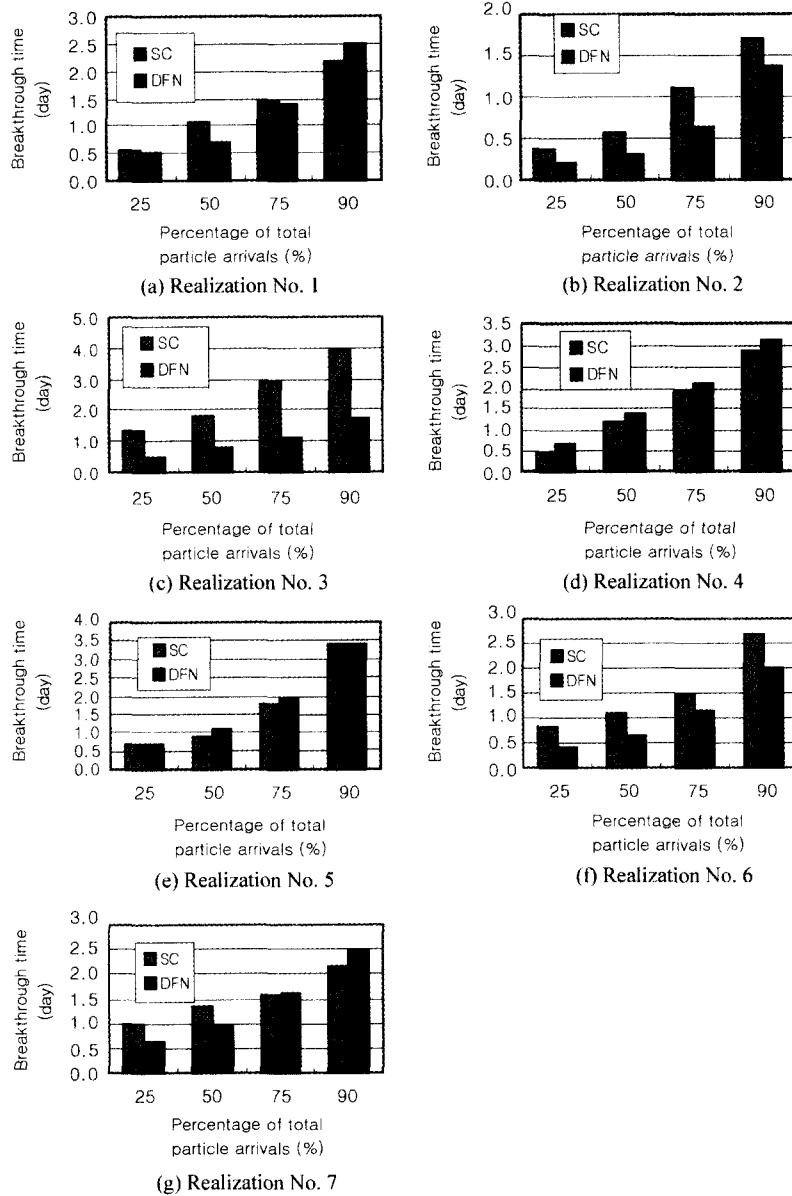 3.0
2.5
2.0
1.5
1.0
0.5
0.0
Breakthrough time
(day)
SC
DFN
25 50 75 90
Percentage of total
particle arrivals (%)
(a) Realization No. 1
2.0
1.5
1.0
0.5
0.0
Breakthrough time
(day)
SC
DFN
25 50 75 90
Percentage of total
particle arrivals (%)
(b) Realization No. 2
5.0
4.0
3.0
2.0
1.0
0.0
Breakthrough time
(day)
SC
DFN
25 50 75 90
Percentage of total
particle arrivals (%)
(c) Realization No. 3
3.5
3.0
2.5
2.0
1.5
1.0
0.5
0.0
Breakthrough time
(day)
SC
DFN
25 50 75 90
Percentage of total
particle arrivals (%)
(d) Realization No. 4
4.0
3.5
3.0
2.5
2.0
1.5
1.0
0.5
0.0
Breakthrough time
(day)
SC
DFN
25 50 75 90
Percentage of total
particle arrivals (%)
(e) Realization No. 5
3.0
2.5
2.0
1.5
1.0
0.5
0.0
Breakthrough time
(day)
SC
DFN
25 50 75 90
Percentage of total
particle arrivals (%)
(f) Realization No. 6
3.0
2.5
2.0
1.5
1.0
0.5
0.0
Breakthrough time
(day)
SC
DFN
25 50 75 90
Percentage of total
particle arrivals (%)
(g) Realization No. 7